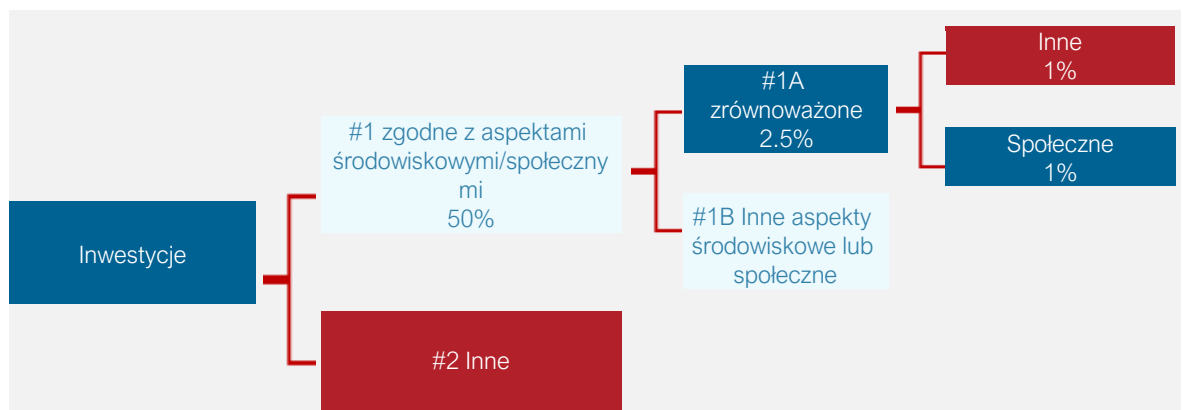 Inwestycje
#1 zgodne z aspektami
środowiskowymi/społeczny
mi
50%
#2 Inne
#1A
zrównoważone
2.5%
#1B Inne aspekty
środowiskowe lub
społeczne
Inne
1%
Społeczne
1%